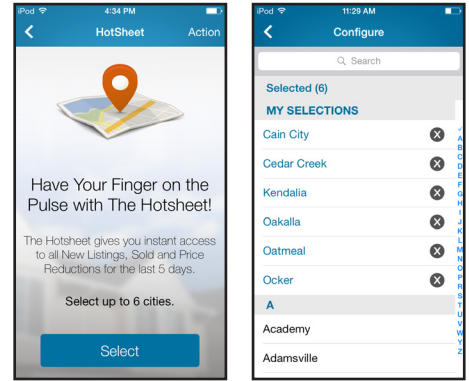 iPod 4:34 PM
HotSheet Action
Have Your Finger on the
Pulse with The Hotsheet!
The Hotsheet gives you instant access
to all New Listings, Sold and Price
Reductions for the last 5 days.
Select up to 6 cities.
Select
iPod 11:29 AM
Configure
Search
Selected (6)
MY SELECTIONS
Cain City
Cedar Creek
Kendalia
Oakalla
Oatmeal
Ocker
A
Academy
Adamsville
A
B
C
D
E
F
G
H
I
J
K
L
M
N
O
P
Q
R
S
T
U
V
W
Y
Z